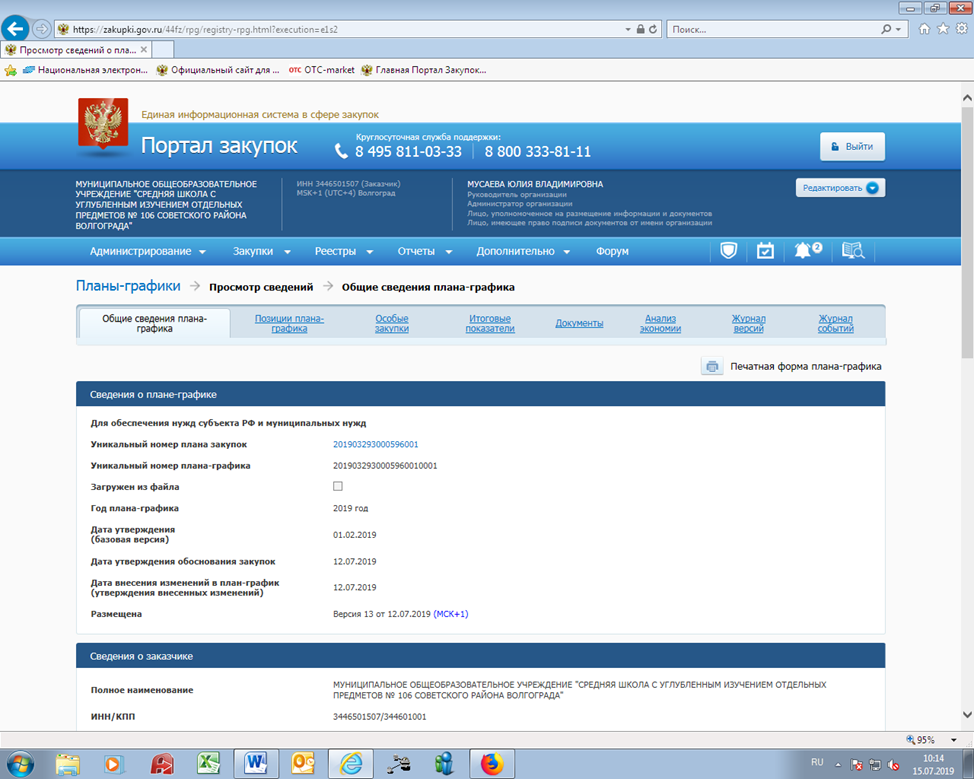 https://zakupki.gov.ru/44fz/rpg/registry-rpg.html?execution=e1s2
Поиск...
Просмотр сведений о пла...
Национальная электрон...
Официальный сайт для ...
отс OTC-market
Главная Портал Закупок...
Единая информационная система в сфере закупок
Портал закупок
Круглосуточная служба поддержки:
8 495 811-03-33
8 800 333-81-11
Выйти
МУНИЦИПАЛЬНОЕ ОБЩЕОБРАЗОВАТЕЛЬНОЕ
УЧРЕЖДЕНИЕ "СРЕДНЯЯ ШКОЛА С
УГЛУБЛЕННЫМ ИЗУЧЕНИЕМ ОТДЕЛЬНЫХ
ПРЕДМЕТОВ № 106 СОВЕТСКОГО РАЙОНА
ВОЛГОГРАДА"
ИНН 3446501507 (Заказчик)
MSK+1 (UTC+4) Волгоград
МУСАЕВА ЮЛИЯ ВЛАДИМИРОВНА
Руководитель организации
Администратор организации
Лицо, уполномоченное на размещение информации и документов
Лицо, имеющее право подписи документов от имени организации
Редактировать
Администрирование
Закупки
Реестры
Отчеты
Дополнительно
Форум
2
Планы-графики
Просмотр сведений
Общие сведения плана-графика
Общие сведения плана-
графика
Позиции плана-
графика
Особые
закупки
Итоговые
показатели
Документы
Анализ
экономии
Журнал
версий
Журнал
событий
Печатная форма плана-графика
Сведения о плане-графике
Для обеспечения нужд субъекта РФ и муниципальных нужд
Уникальный номер плана закупок
201903293000596001
Уникальный номер плана-графика
2019032930005960010001
Загружен из файла
Год плана-графика
2019 год
Дата утверждения
(базовая версия)
01.02.2019
Дата утверждения обоснования закупок
12.07.2019
Дата внесения изменений в план-график
(утверждения внесенных изменений)
12.07.2019
Размещена
Версия 13 от 12.07.2019 (МСК+1)
Сведения о заказчике
Полное наименование
МУНИЦИПАЛЬНОЕ ОБЩЕОБРАЗОВАТЕЛЬНОЕ УЧРЕЖДЕНИЕ "СРЕДНЯЯ ШКОЛА С УГЛУБЛЕННЫМ ИЗУЧЕНИЕМ ОТДЕЛЬНЫХ
ПРЕДМЕТОВ № 106 СОВЕТСКОГО РАЙОНА ВОЛГОГРАДА"
ИНН/КПП
3446501507/344601001
95%
RU
10:14
15.07.2019